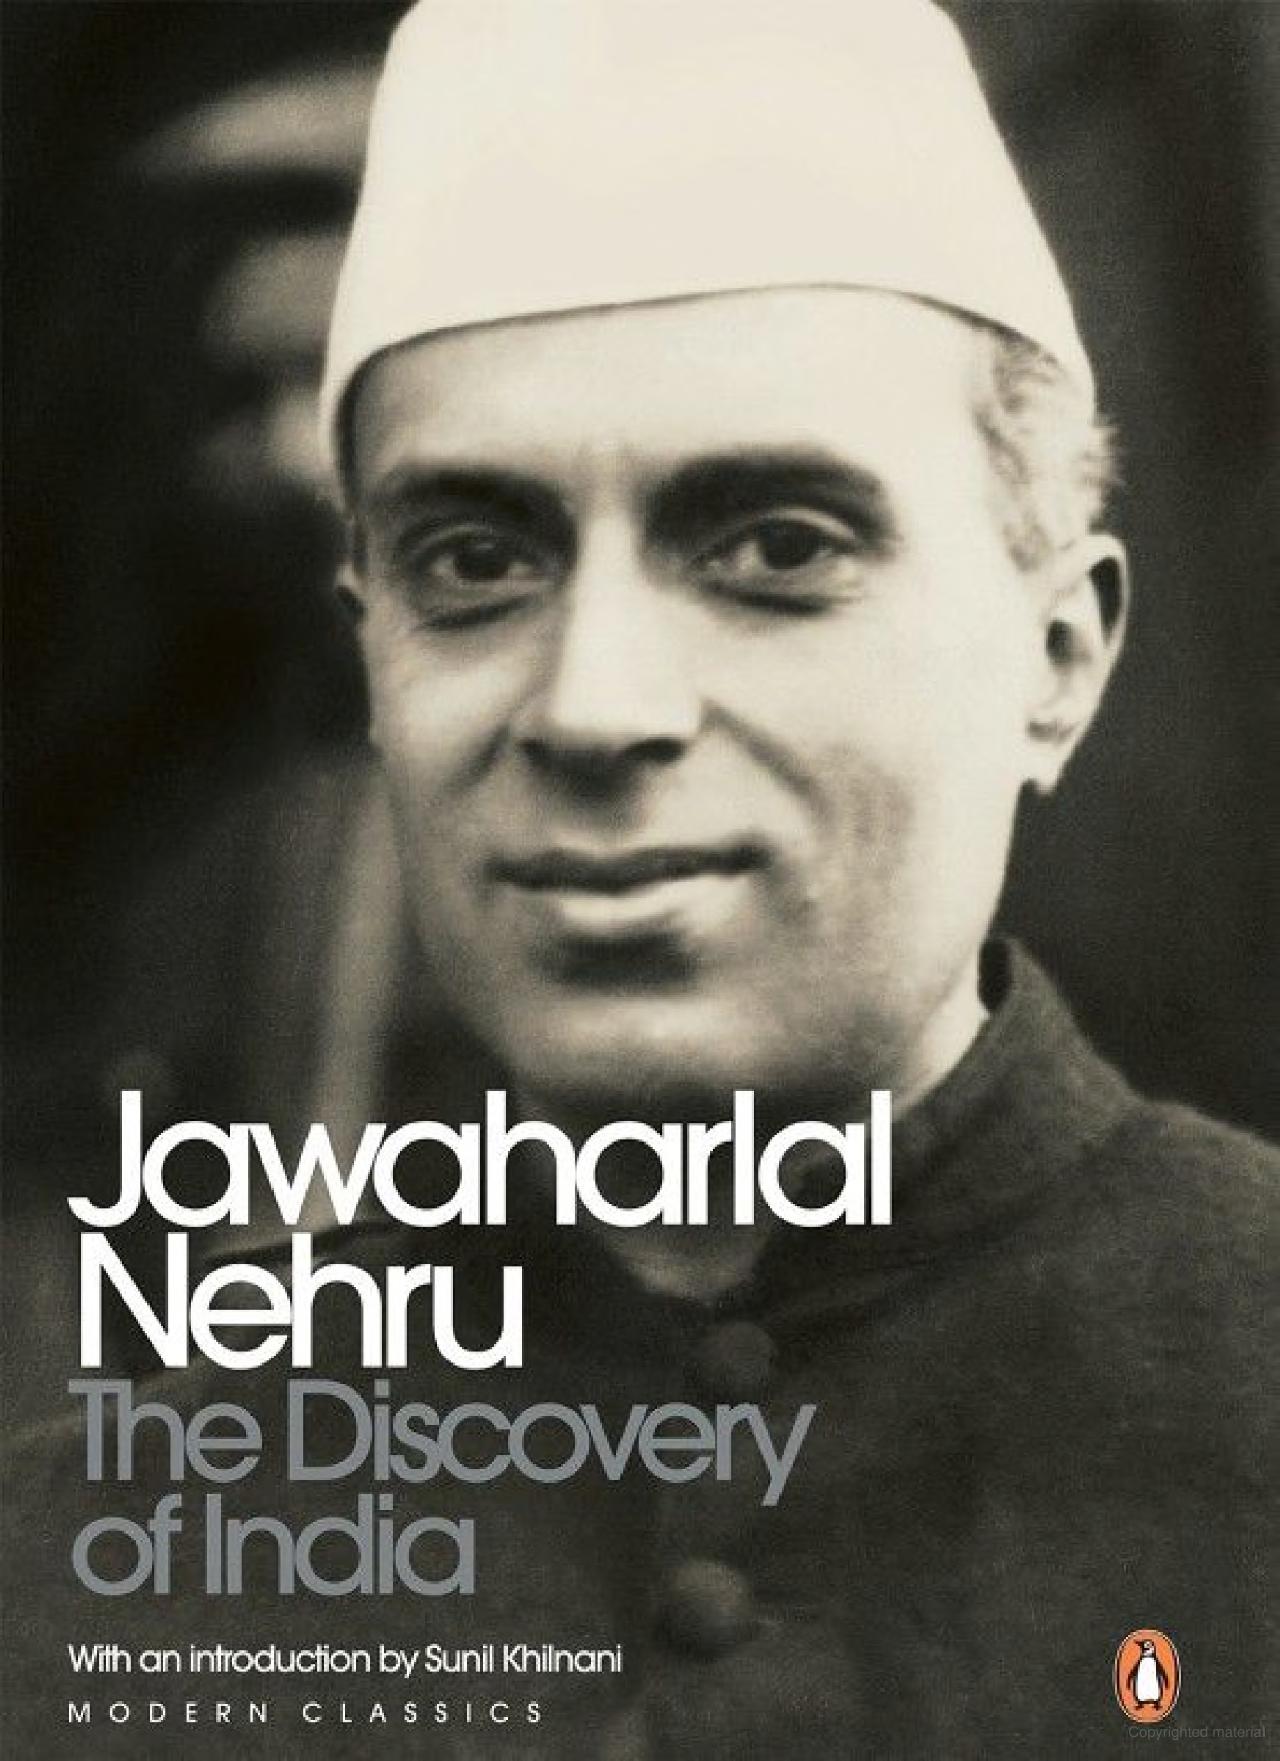 Jawaharlal
Nehru
The Discovery
of India
With an introduction by Sunil Khilnani
MODERN CLASSICS
Copyrighted material